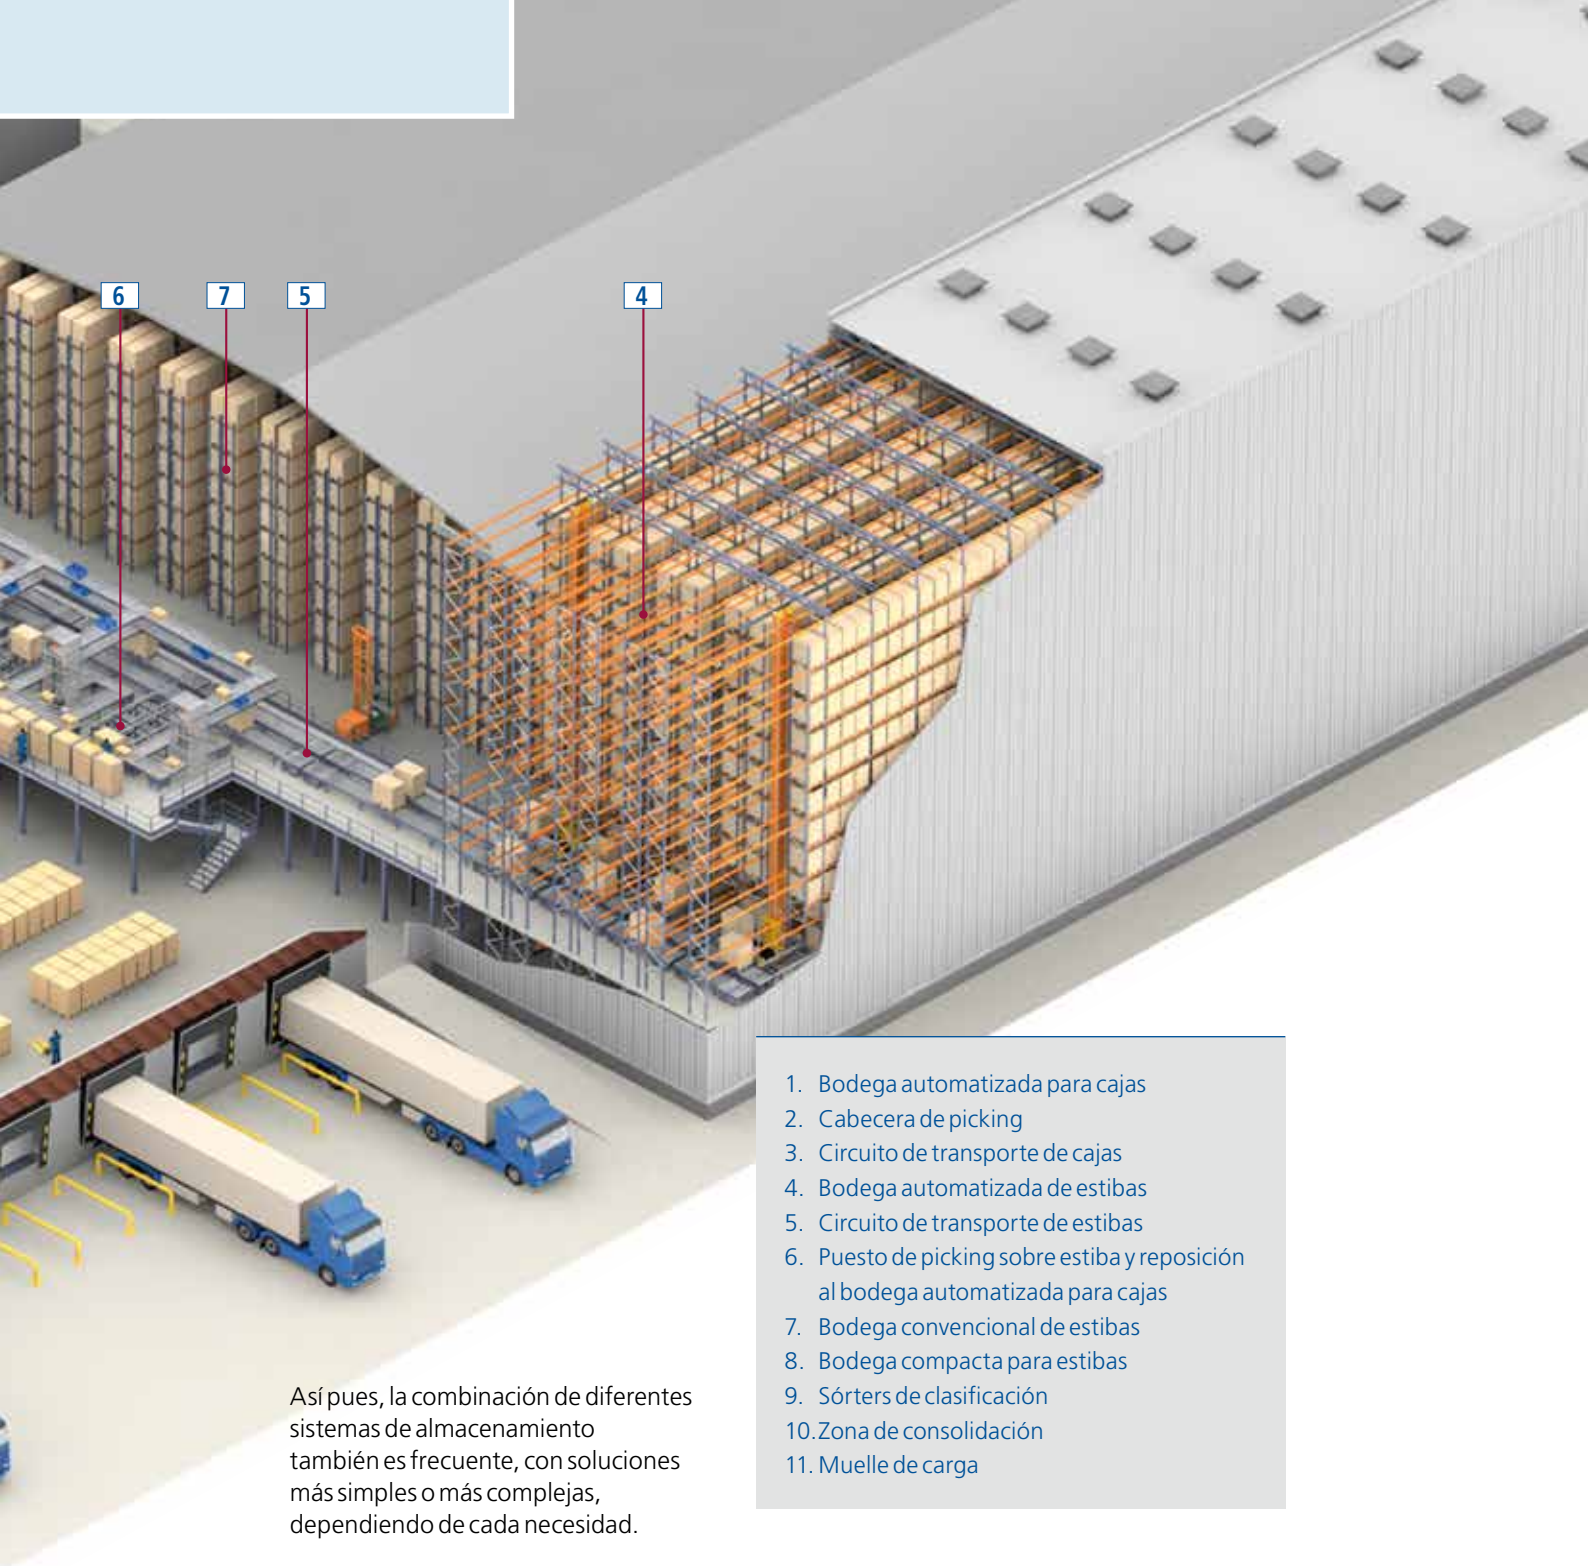 6
7
5
4
1. Bodega automatizada para cajas
2. Cabecera de picking
3. Circuito de transporte de cajas
4. Bodega automatizada de estibas
5. Circuito de transporte de estibas
6. Puesto de picking sobre estiba y reposición
al bodega automatizada para cajas
7. Bodega convencional de estibas
8. Bodega compacta para estibas
9. Sórters de clasificación
10. Zona de consolidación
11. Muelle de carga
Así pues, la combinación de diferentes
sistemas de almacenamiento
también es frecuente, con soluciones
más simples o más complejas,
dependiendo de cada necesidad.